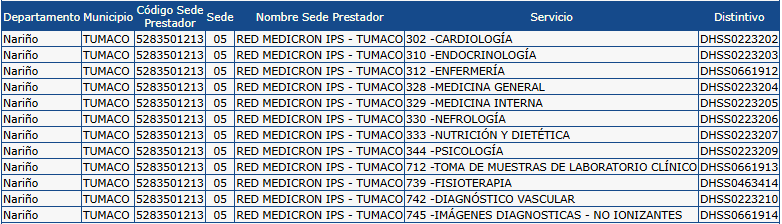 Departamento Municipio Código Sede Prestador Sede Nombre Sede Prestador Servicio Distintivo
Nariño TUMACO 5283501213 05 RED MEDICRON IPS - TUMACO 302 -CARDIOLOGÍA DHSS0223202
Nariño TUMACO 5283501213 05 RED MEDICRON IPS - TUMACO 310 -ENDOCRINOLOGÍA DHSS0223203
Nariño TUMACO 5283501213 05 RED MEDICRON IPS - TUMACO 312 -ENFERMERÍA DHSS0661912
Nariño TUMACO 5283501213 05 RED MEDICRON IPS - TUMACO 328 -MEDICINA GENERAL DHSS0223204
Nariño TUMACO 5283501213 05 RED MEDICRON IPS - TUMACO 329 -MEDICINA INTERNA DHSS0223205
Nariño TUMACO 5283501213 05 RED MEDICRON IPS - TUMACO 330 -NEFROLOGÍA DHSS0223206
Nariño TUMACO 5283501213 05 RED MEDICRON IPS - TUMACO 333 -NUTRICIÓN Y DIETÉTICA DHSS0223207
Nariño TUMACO 5283501213 05 RED MEDICRON IPS - TUMACO 344 -PSICOLOGÍA DHSS0223209
Nariño TUMACO 5283501213 05 RED MEDICRON IPS - TUMACO 712 -TOMA DE MUESTRAS DE LABORATORIO CLÍNICO DHSS0661913
Nariño TUMACO 5283501213 05 RED MEDICRON IPS - TUMACO 739 -FISIOTERAPIA DHSS0463414
Nariño TUMACO 5283501213 05 RED MEDICRON IPS - TUMACO 742 -DIAGNÓSTICO VASCULAR DHSS0223210
Nariño TUMACO 5283501213 05 RED MEDICRON IPS - TUMACO 745 -IMÁGENES DIAGNOSTICAS - NO IONIZANTES DHSS0661914